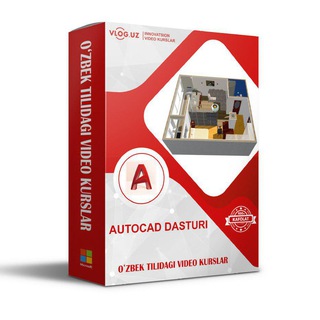 VLOG.UZ
INNOVATSION
VIDEO KURSLAR
O'ZBEK TILIDAGI VIDEO KURSLAR
A
AUTOCAD DASTURI
KAFOLAT
O'ZBEK TILIDAGI VIDEO KURSLAR